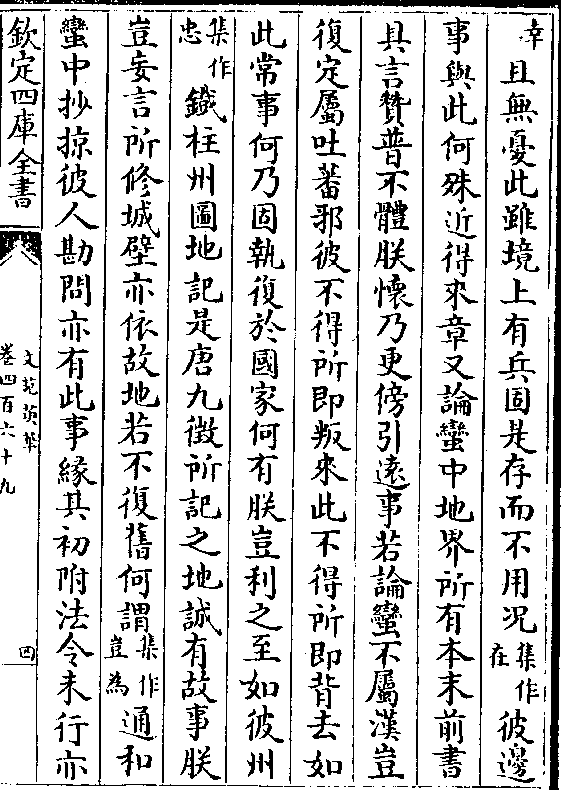 幸且無憂此雖境上有兵固是存而不用况集作在彼邊
事與此何殊近得來章又論蠻中地界所有本末前書
具言贊普不體朕懷乃更傍引逺事若論蠻不屬漢豈
復定屬吐蕃邪彼不得所即叛來此不得所即背去如
此常事何乃固執復於國家何有朕豈利之至如彼州
集作忠鐵柱州圖地記是唐九徵所記之地誠有故事朕
豈妄言所修城壁亦依故地若不復舊何謂集作豈為通和
蠻中抄掠彼人勘問亦有此事緣其初附法令未行亦
欽定四庫全書
文苑英華
卷四百六十九
四